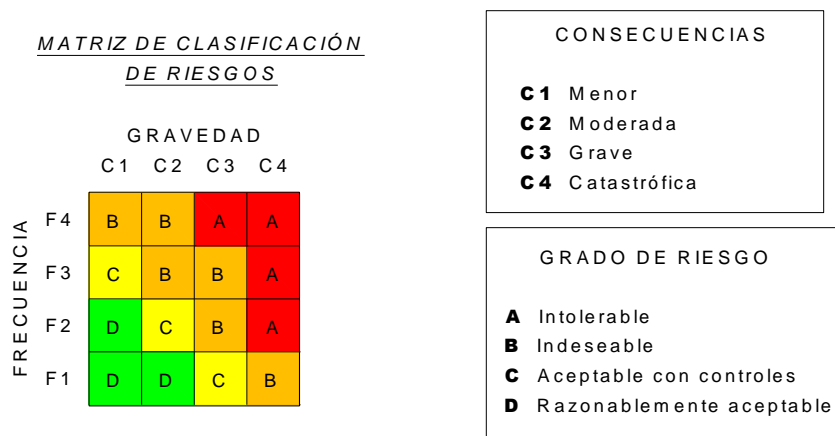 MATRIZ DE CLASIFICACIÓN
DE RIESGOS
GRAVEDAD
C1 C2 C3 C4
FRECUENCIA
F4 B B A A
F3 C B B A
F2 D C B A
F1 D D C B
CONSECUENCIAS
C1 Menor
C2 Moderada
C3 Grave
C4 Catastrófica
GRADO DE RIESGO
A Intolerable
B Indeseable
C Aceptable con controles
D Razonablemente aceptable